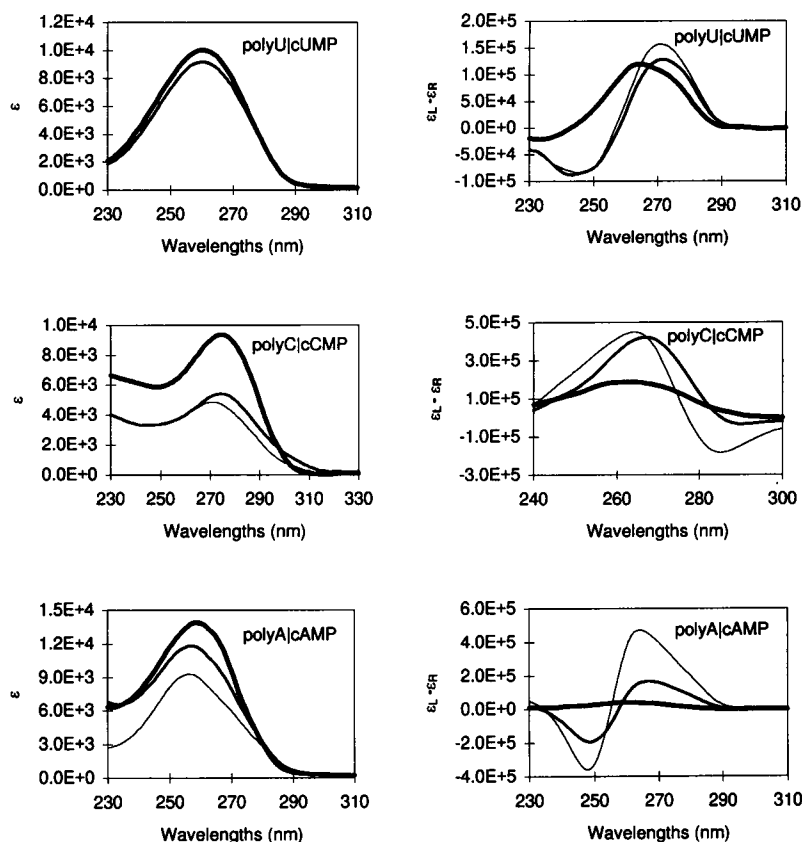 polyU|cUMP
ε
1.2E+4
1.0E+4
8.0E+3
6.0E+3
4.0E+3
2.0E+3
0.0E+0
230 250 270 290 310
Wavelengths (nm)
polyU|cUMP
εL -εR
2.0E+5
1.5E+5
1.0E+5
5.0E+4
0.0E+0
-5.0E+4
-1.0E+5
230 250 270 290 310
Wavelengths (nm)
polyC|cCMP
ε
1.0E+4
8.0E+3
6.0E+3
4.0E+3
2.0E+3
0.0E+0
230 250 270 290 310 330
Wavelengths (nm)
polyC|cCMP
εL - εR
5.0E+5
3.0E+5
1.0E+5
-1.0E+5
-3.0E+5
240 260 280 300
Wavelengths (nm)
polyA|cAMP
ε
1.5E+4
1.2E+4
9.0E+3
6.0E+3
3.0E+3
0.0E+0
230 250 270 290 310
Wavelengths (nm)
polyA|cAMP
εL -εR
6.0E+5
4.0E+5
2.0E+5
0.0E+0
-2.0E+5
-4.0E+5
230 250 270 290 310
Wavelengths (nm)